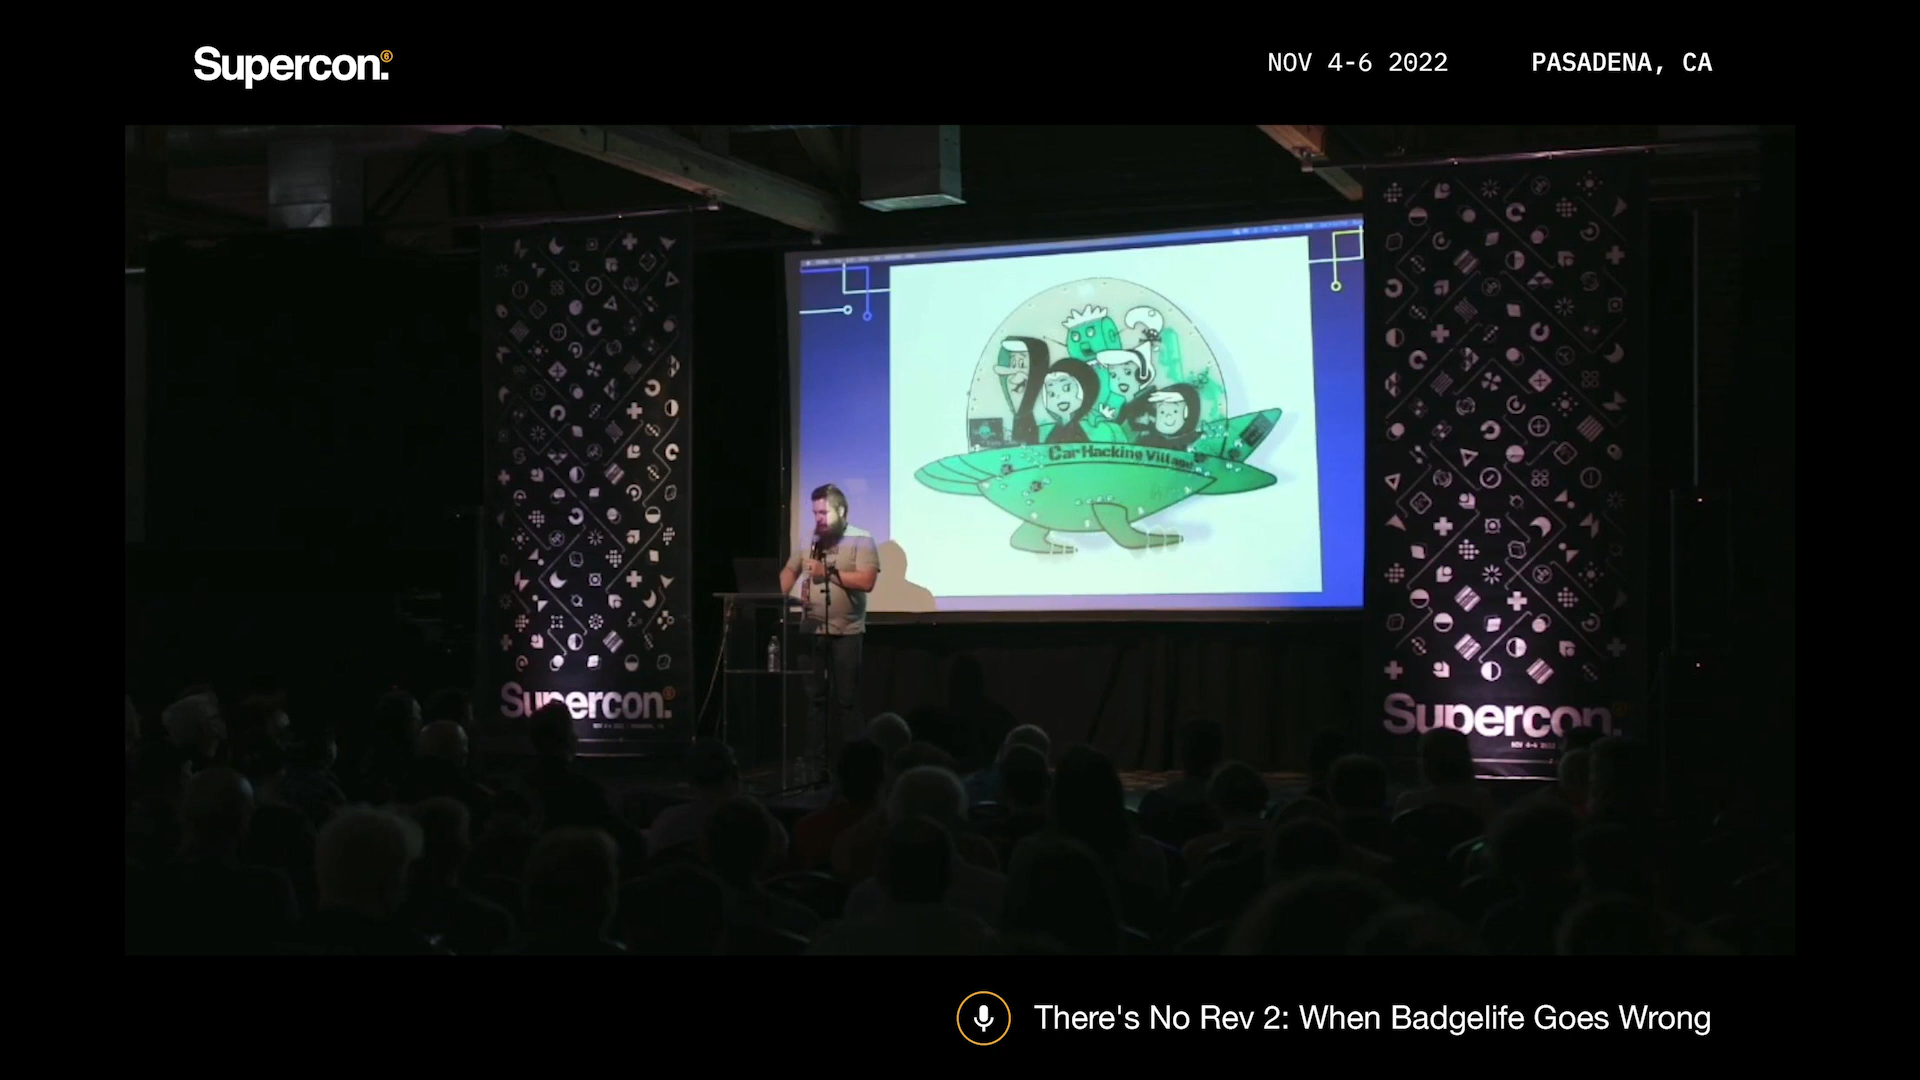 Supercon.6
NOV 4-6 2022
PASADENA, CA
Car Hacking Village
Supercon.
Supercon.
There's No Rev 2: When Badgelife Goes Wrong